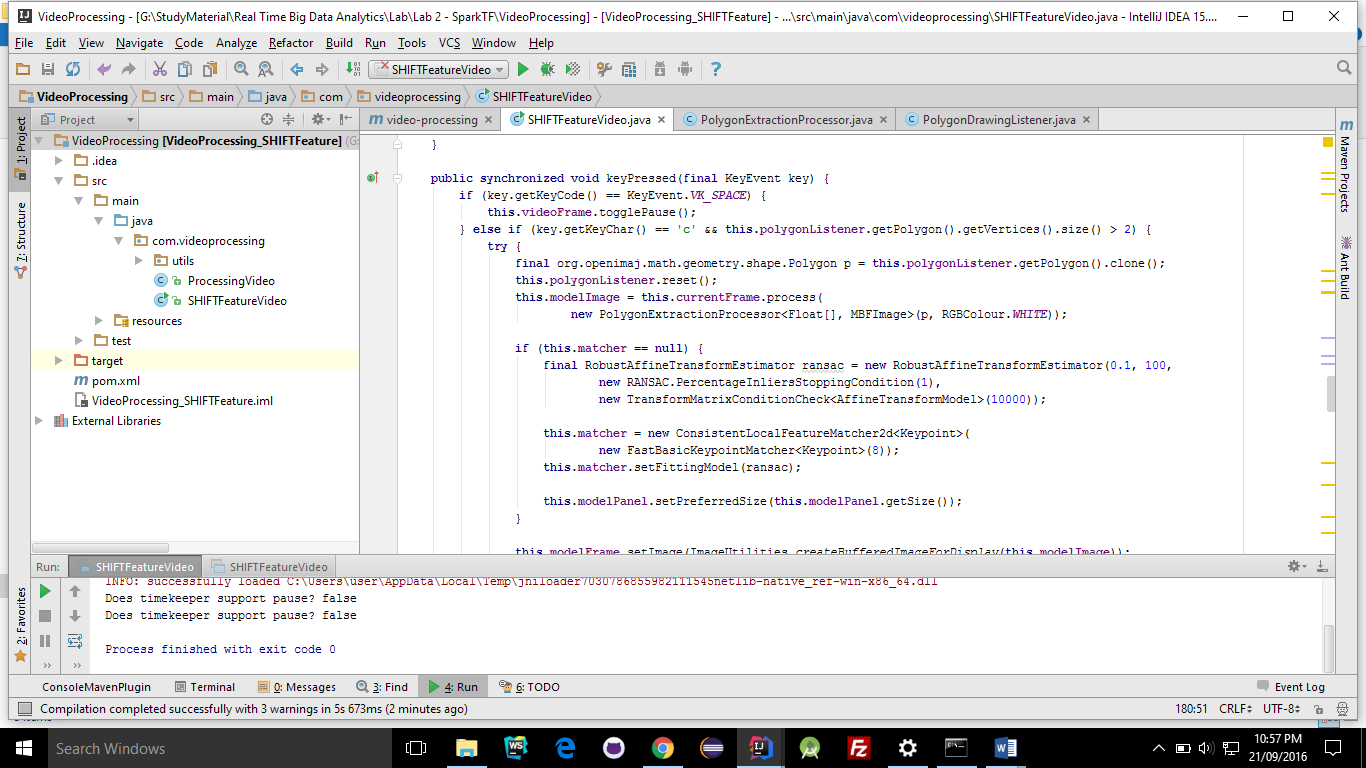 VideoProcessing - [G:\StudyMaterial\Real Time Big Data Analytics\Lab\Lab 2 - SparkTF\VideoProcessing] - [VideoProcessing_SHIFTFeature] - ...\src\main\java\com\videoprocessing\SHIFTFeatureVideo.java - IntelliJ IDEA 15....
File Edit View Navigate Code Analyze Refactor Build Run Tools VCS Window Help
SHIFTFeatureVideo
VideoProcessing src main java com videoprocessing SHIFTFeatureVideo
Project
video-processing SHIFTFeatureVideo.java PolygonExtractionProcessor.java PolygonDrawingListener.java
1: Project
7: Structure
2: Favorites
VideoProcessing [VideoProcessing_SHIFTFeature] (G:
.idea
src
main
java
com.videoprocessing
utils
ProcessingVideo
SHIFTFeatureVideo
resources
test
target
pom.xml
VideoProcessing_SHIFTFeature.iml
External Libraries
}
public synchronized void keyPressed(final KeyEvent key) {
if (key.getKeyCode() == KeyEvent.VK_SPACE) {
this.videoFrame.togglePause();
} else if (key.getKeyChar() == 'c' && this.polygonListener.getPolygon().getVertices().size() > 2) {
try {
final org.openimaj.math.geometry.shape.Polygon p = this.polygonListener.getPolygon().clone();
this.polygonListener.reset();
this.modelImage = this.currentFrame.process(
new PolygonExtractionProcessor<Float[], MBFImage>(p, RGBColour.WHITE));
if (this.matcher == null) {
final RobustAffineTransformEstimator ransac = new RobustAffineTransformEstimator(0.1, 100,
new RANSAC.PercentageInliersStoppingCondition(1),
new TransformMatrixConditionCheck<AffineTransformModel>(10000));
this.matcher = new ConsistentLocalFeatureMatcher2d<Keypoint>(
new FastBasicKeypointMatcher<Keypoint>(8));
this.matcher.setFittingModel(ransac);
this.modelPanel.setPreferredSize(this.modelPanel.getSize());
}
this.modelFrame.setImage(ImageUtilities.createBufferedImageForDisplay(this.modelImage));
Maven Projects
Ant Build
Run: SHIFTFeatureVideo SHIFTFeatureVideo
INFO: successfully loaded C:\Users\user\AppData\Local\Temp\jniloader7030786855982111545netlib-native_ref-win-x86_64.dll
Does timekeeper support pause? false
Does timekeeper support pause? false
Process finished with exit code 0
ConsoleMavenPlugin Terminal 0: Messages 3: Find 4: Run 6: TODO Event Log
Compilation completed successfully with 3 warnings in 5s 673ms (2 minutes ago) 180:51 CRLF UTF-8
Search Windows
10:57 PM
21/09/2016